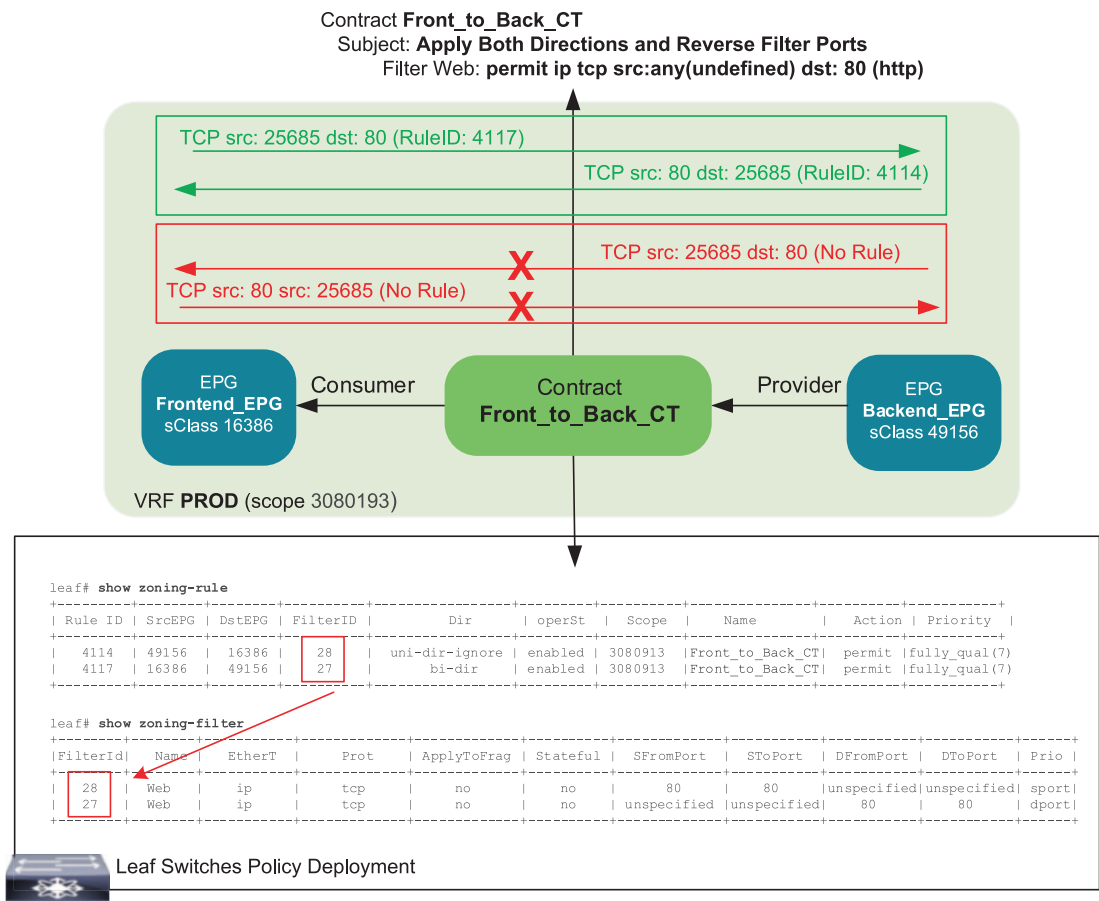 Contract Front_to_Back_CT
Subject: Apply Both Directions and Reverse Filter Ports
Filter Web: permit ip tcp src:any(undefined) dst: 80 (http)
TCP src: 25685 dst: 80 (RuleID: 4117)
TCP src: 80 dst: 25685 (RuleID: 4114)
TCP src: 25685 dst: 80 (No Rule)
X
TCP src: 80 src: 25685 (No Rule)
X
EPG
Frontend_EPG
sClass 16386
Consumer
Contract
Front_to_Back_CT
Provider
EPG
Backend_EPG
sClass 49156
VRF PROD (scope 3080193)
leaf# show zoning-rule
| Rule ID | SrcEPG | DstEPG | FilterID | Dir | operSt | Scope | Name | Action | Priority |
| 4114 | 49156 | 16386 | 28 | uni-dir-ignore | enabled | 3080913 |Front_to_Back_CT| permit |fully_qual(7)
| 4117 | 16386 | 49156 | 27 | bi-dir | enabled | 3080913 |Front_to_Back_CT| permit |fully_qual(7)
leaf# show zoning-filter
|FilterId| Name | EtherT | Prot | ApplyToFrag | Stateful | SFromPort | SToPort | DFromPort | DToPort | Prio |
| 28 | Web | ip | tcp | no | no | 80 | 80 |unspecified|unspecified| sport|
| 27 | Web | ip | tcp | no | no | unspecified |unspecified| 80 | 80 | dport|
Leaf Switches Policy Deployment